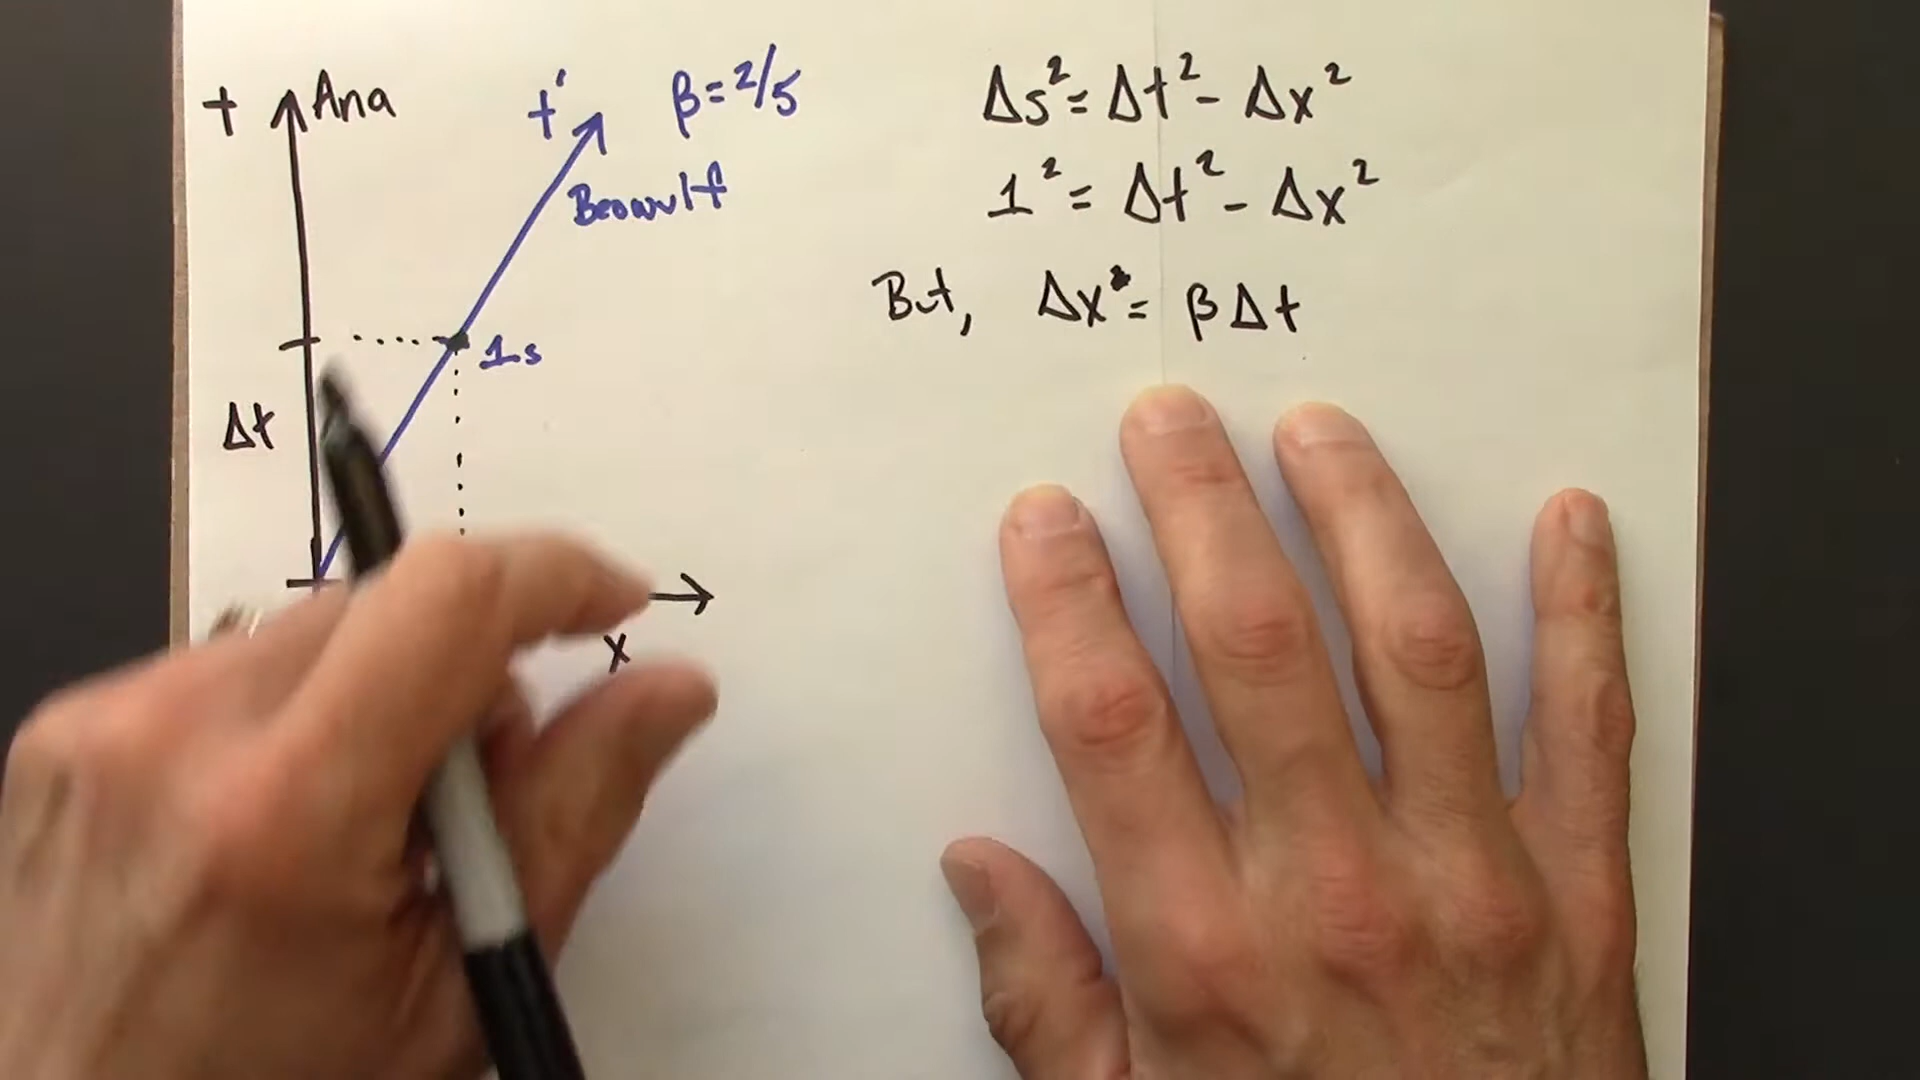 t Ana t' β=2/5
Beowulf
1s
Δt
x
Δs²= Δt² - Δx²
1² = Δt² - Δx²
But, Δx = βΔt